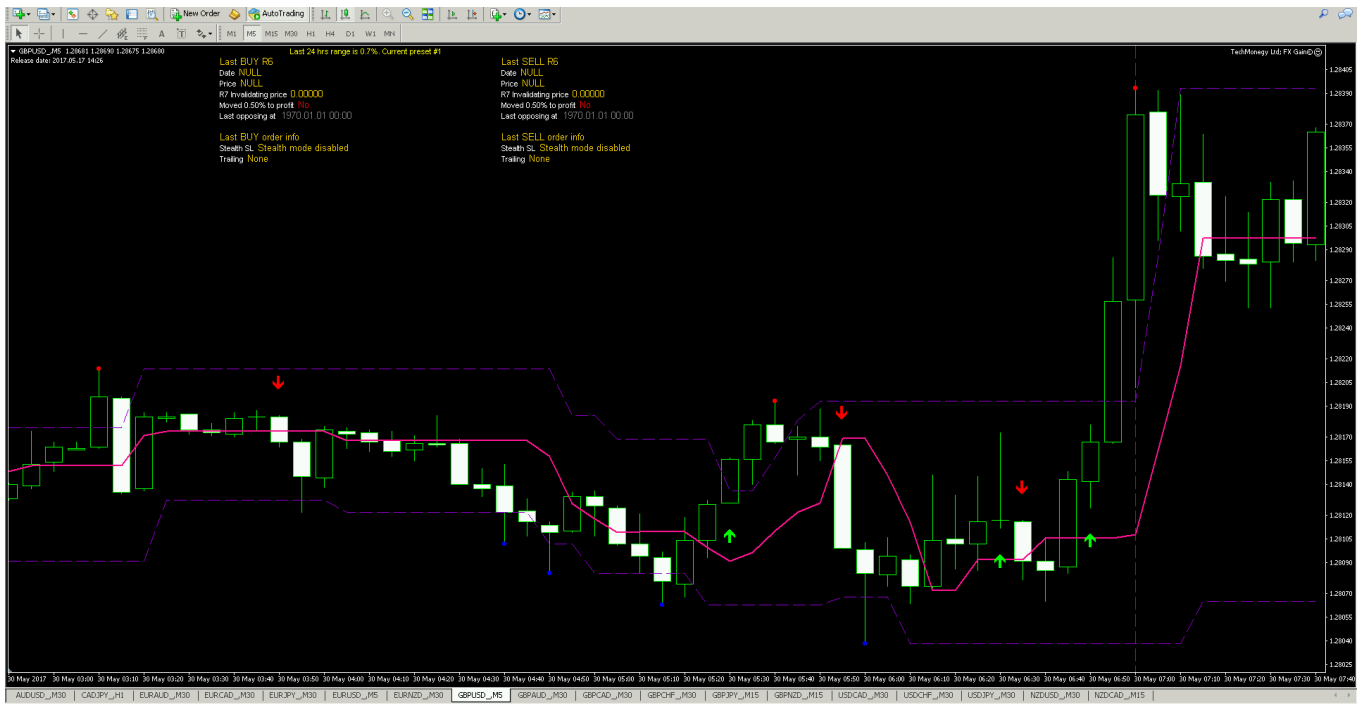 New Order
AutoTrading
A
T
M1 M5 M15 M30 H1 H4 D1 W1 MN
GBPUSD_,M5 1.28681 1.28690 1.28675 1.28680
Last 24 hrs range is 0.7%. Current preset #1
TechMonegy Ltd; FX Gain©
Release date: 2017.05.17 14:26
Last BUY R6
Date NULL
Price NULL
R7 Invalidating price 0.00000
Moved 0.50% to profit No
Last opposing at 1970.01.01 00:00
Last BUY order info
Stealth SL Stealth mode disabled
Trailing None
Last SELL R6
Date NULL
Price NULL
R7 Invalidating price 0.00000
Moved 0.50% to profit No
Last opposing at 1970.01.01 00:00
Last SELL order info
Stealth SL Stealth mode disabled
Trailing None
1.28405
1.28390
1.28370
1.28355
1.28340
1.28320
1.28305
1.28290
1.28270
1.28255
1.28240
1.28220
1.28205
1.28190
1.28170
1.28155
1.28140
1.28120
1.28105
1.28090
1.28070
1.28055
1.28040
1.28025
30 May 2017 30 May 03:00 30 May 03:10 30 May 03:20 30 May 03:30 30 May 03:40 30 May 03:50 30 May 04:00 30 May 04:10 30 May 04:20 30 May 04:30 30 May 04:40 30 May 04:50 30 May 05:00 30 May 05:10 30 May 05:20 30 May 05:30 30 May 05:40 30 May 05:50 30 May 06:00 30 May 06:10 30 May 06:20 30 May 06:30 30 May 06:40 30 May 06:50 30 May 07:00 30 May 07:10 30 May 07:20 30 May 07:30 30 May 07:40
AUDUSD_,M30 CADJPY_,H1 EURAUD_,M30 EURCAD_,M30 EURJPY_,M30 EURUSD_,M5 EURNZD_,M30 GBPUSD_,M5 GBPAUD_,M30 GBPCAD_,M30 GBPCHF_,M30 GBPJPY_,M15 GBPNZD_,M15 USDCAD_,M30 USDCHF_,M30 USDJPY_,M30 NZDUSD_,M30 NZDCAD_,M15